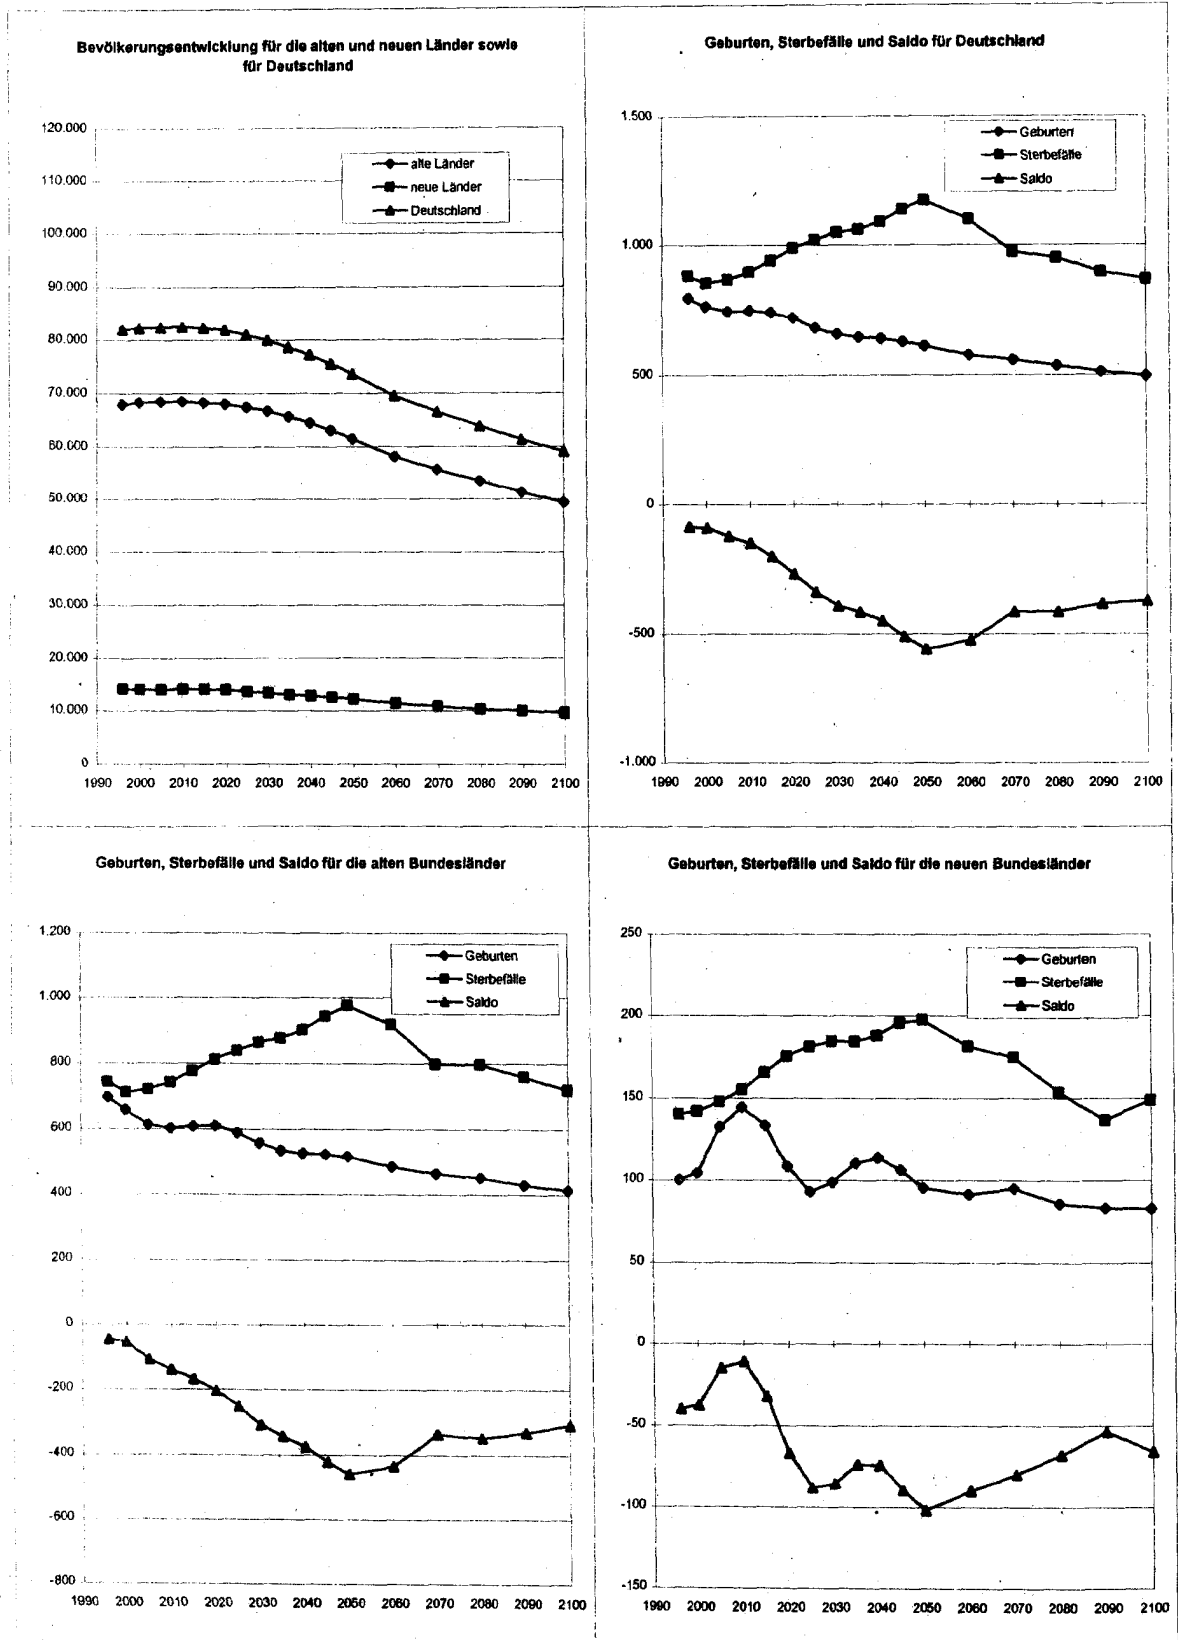 Bevölkerungsentwicklung für die alten und neuen Länder sowie
für Deutschland
120.000
110.000
100.000
90.000
80.000
70.000
60.000
50.000
40.000
30.000
20.000
10.000
0
1990 2000 2010 2020 2030 2040 2050 2060 2070 2080 2090 2100
alte Länder
neue Länder
Deutschland
Geburten, Sterbefälle und Saldo für Deutschland
1.500
1.000
500
0
-500
-1.000
1990 2000 2010 2020 2030 2040 2050 2060 2070 2080 2090 2100
Geburten
Sterbefälle
Saldo
Geburten, Sterbefälle und Saldo für die alten Bundesländer
1.200
1.000
800
600
400
200
0
-200
-400
-600
-800
1990 2000 2010 2020 2030 2040 2050 2060 2070 2080 2090 2100
Geburten
Sterbefälle
Saldo
Geburten, Sterbefälle und Saldo für die neuen Bundesländer
250
200
150
100
50
0
-50
-100
-150
1990 2000 2010 2020 2030 2040 2050 2060 2070 2080 2090 2100
Geburten
Sterbefälle
Saldo